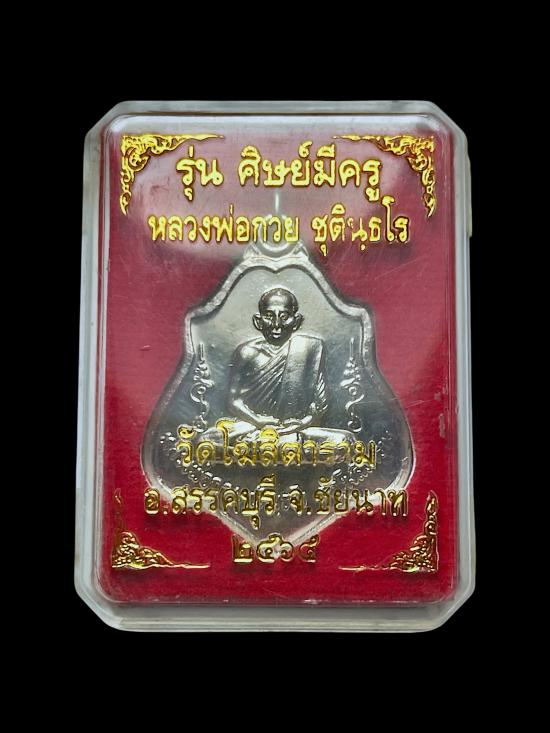 รุ่น ศิษย์มีครู
หลวงพ่อกวย ชุตินฺธโร
วัดโฆสิตาราม
อ.สรรคบุรี จ.ชัยนาท
๒๕๖๕